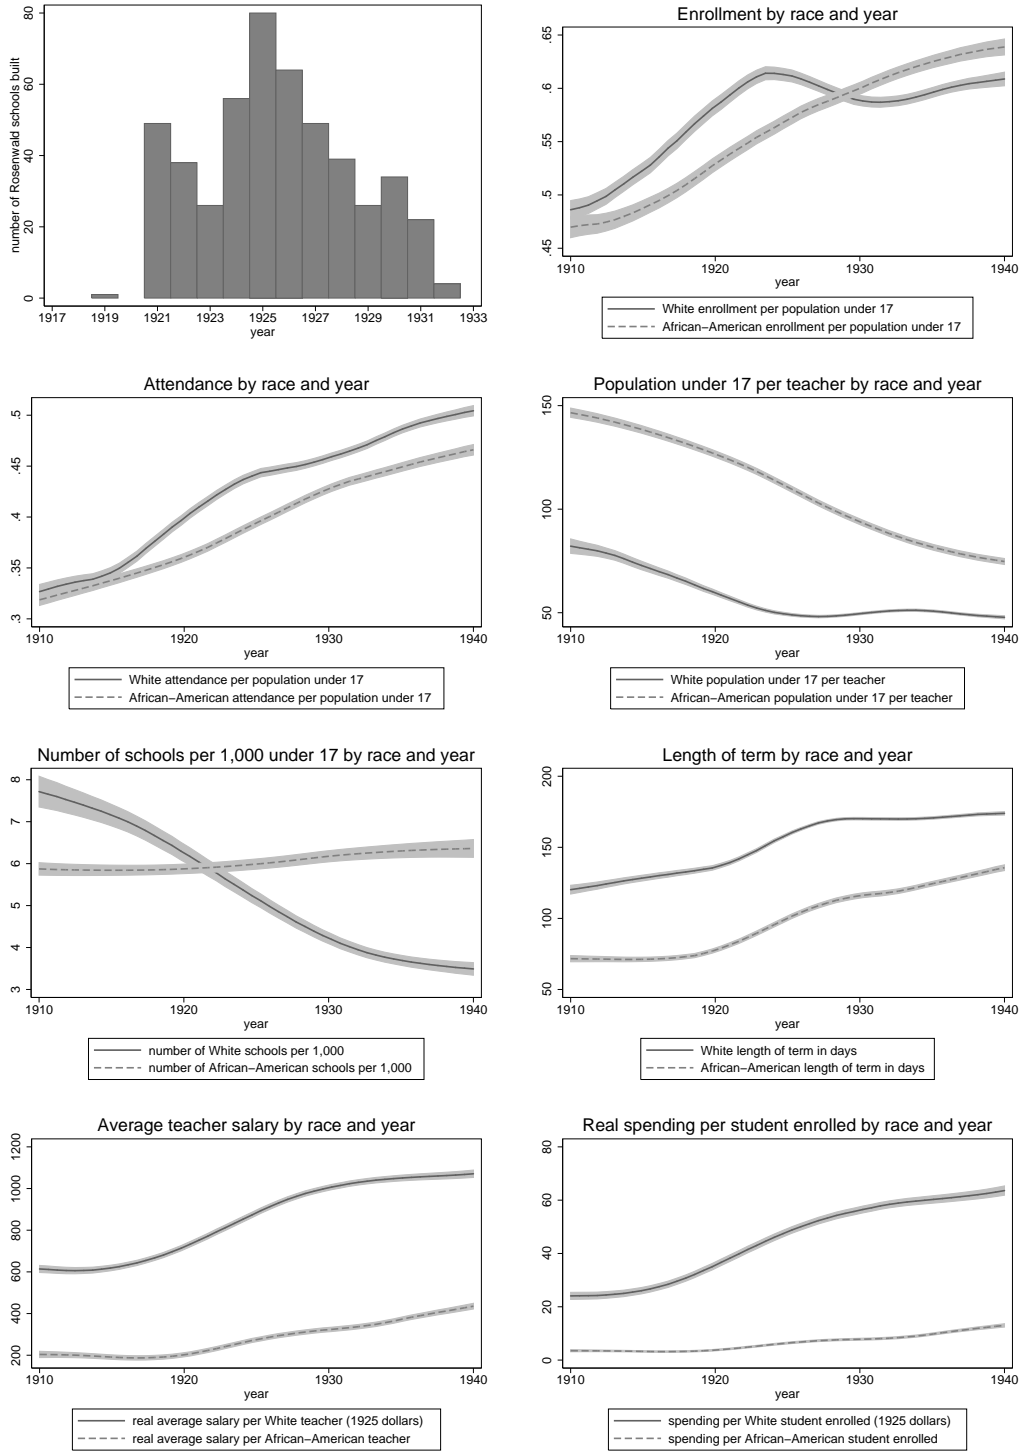 number of Rosenwald schools built
80
60
40
20
0
1917 1919 1921 1923 1925 1927 1929 1931 1933
year
Enrollment by race and year
.65
.6
.55
.5
.45
1910 1920 1930 1940
year
White enrollment per population under 17
African−American enrollment per population under 17
Attendance by race and year
.5
.45
.4
.35
.3
1910 1920 1930 1940
year
White attendance per population under 17
African−American attendance per population under 17
Population under 17 per teacher by race and year
150
100
50
1910 1920 1930 1940
year
White population under 17 per teacher
African−American population under 17 per teacher
Number of schools per 1,000 under 17 by race and year
8
7
6
5
4
3
1910 1920 1930 1940
year
number of White schools per 1,000
number of African−American schools per 1,000
Length of term by race and year
200
150
100
50
1910 1920 1930 1940
year
White length of term in days
African−American length of term in days
Average teacher salary by race and year
1200
1000
800
600
400
200
1910 1920 1930 1940
year
real average salary per White teacher (1925 dollars)
real average salary per African−American teacher
Real spending per student enrolled by race and year
80
60
40
20
0
1910 1920 1930 1940
year
spending per White student enrolled (1925 dollars)
spending per African−American student enrolled